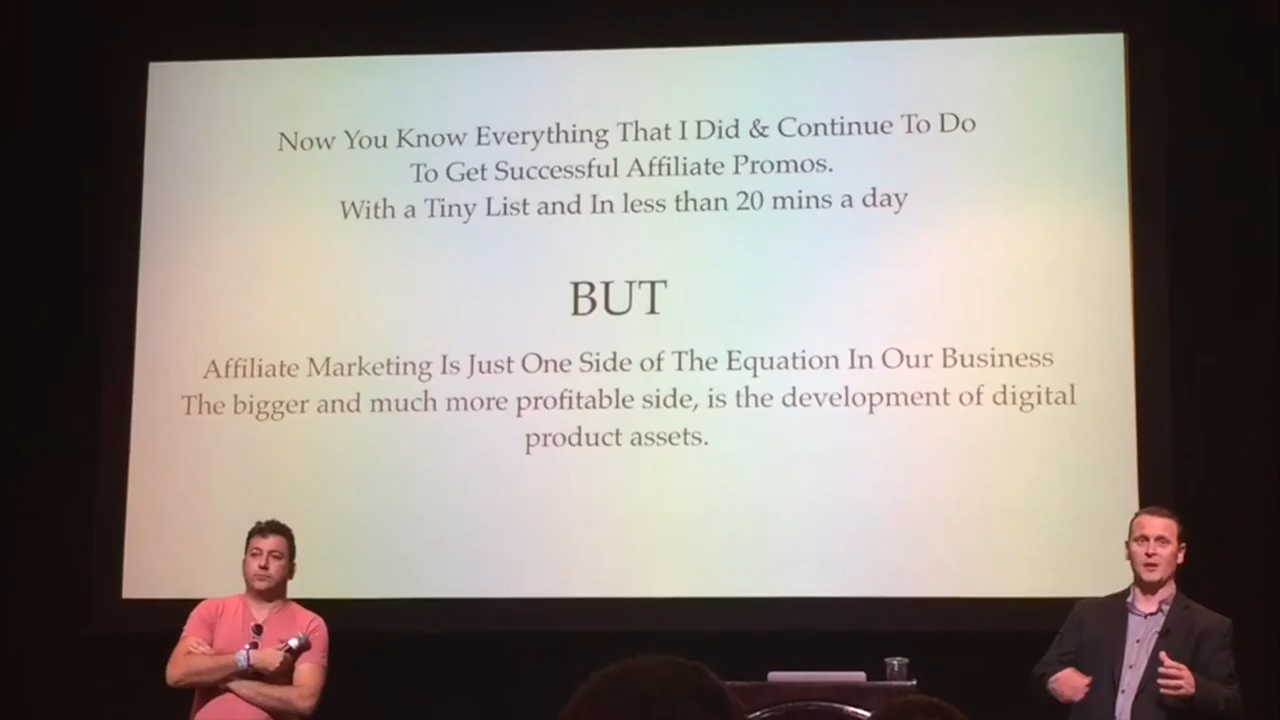 Now You Know Everything That I Did & Continue To Do
To Get Successful Affiliate Promos.
With a Tiny List and In less than 20 mins a day
BUT
Affiliate Marketing Is Just One Side of The Equation In Our Business
The bigger and much more profitable side, is the development of digital
product assets.